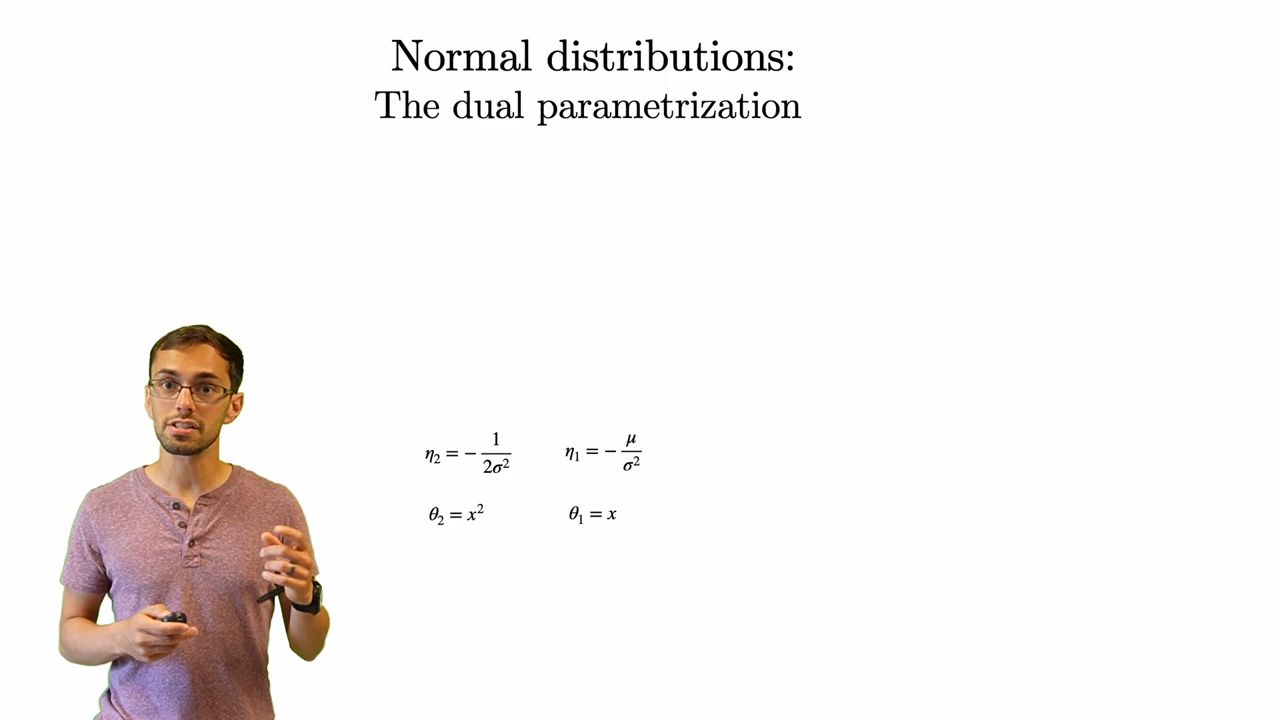 Normal distributions:
The dual parametrization
η₂ = − 1/(2σ²)    η₁ = − μ/σ²
θ₂ = x²    θ₁ = x